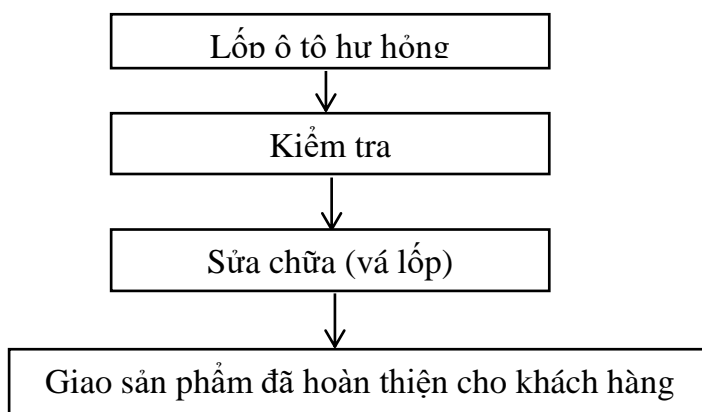 Lốp ô tô hư hỏng
Kiểm tra
Sửa chữa (vá lốp)
Giao sản phẩm đã hoàn thiện cho khách hàng